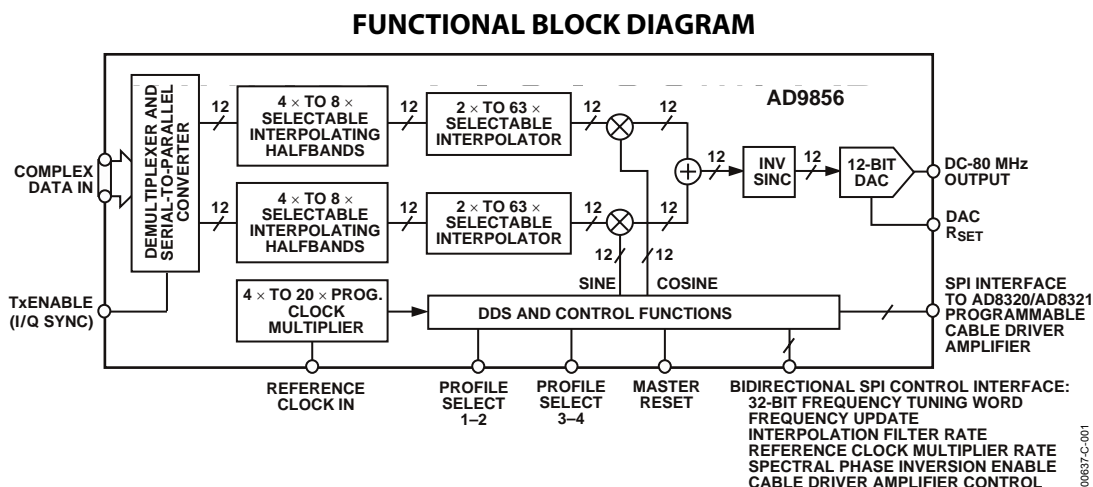 FUNCTIONAL BLOCK DIAGRAM
AD9856
COMPLEX
DATA IN
DEMULTIPLEXER AND
SERIAL-TO-PARALLEL
CONVERTER
12
4 × TO 8 ×
SELECTABLE
INTERPOLATING
HALFBANDS
12
2 × TO 63 ×
SELECTABLE
INTERPOLATOR
12
12
12
INV
SINC
12
12-BIT
DAC
DC-80 MHz
OUTPUT
DAC
RSET
12
4 × TO 8 ×
SELECTABLE
INTERPOLATING
HALFBANDS
12
2 × TO 63 ×
SELECTABLE
INTERPOLATOR
12
12
12
12
SINE
COSINE
TxENABLE
(I/Q SYNC)
4 × TO 20 × PROG.
CLOCK
MULTIPLIER
DDS AND CONTROL FUNCTIONS
SPI INTERFACE
TO AD8320/AD8321
PROGRAMMABLE
CABLE DRIVER
AMPLIFIER
REFERENCE
CLOCK IN
PROFILE
SELECT
1–2
PROFILE
SELECT
3–4
MASTER
RESET
BIDIRECTIONAL SPI CONTROL INTERFACE:
32-BIT FREQUENCY TUNING WORD
FREQUENCY UPDATE
INTERPOLATION FILTER RATE
REFERENCE CLOCK MULTIPLIER RATE
SPECTRAL PHASE INVERSION ENABLE
CABLE DRIVER AMPLIFIER CONTROL
00637-C-001